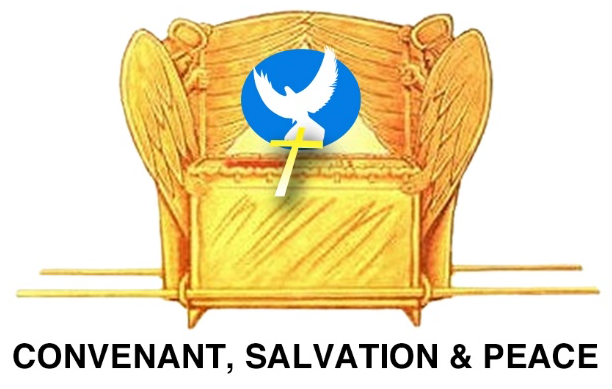 CONVENANT, SALVATION & PEACE